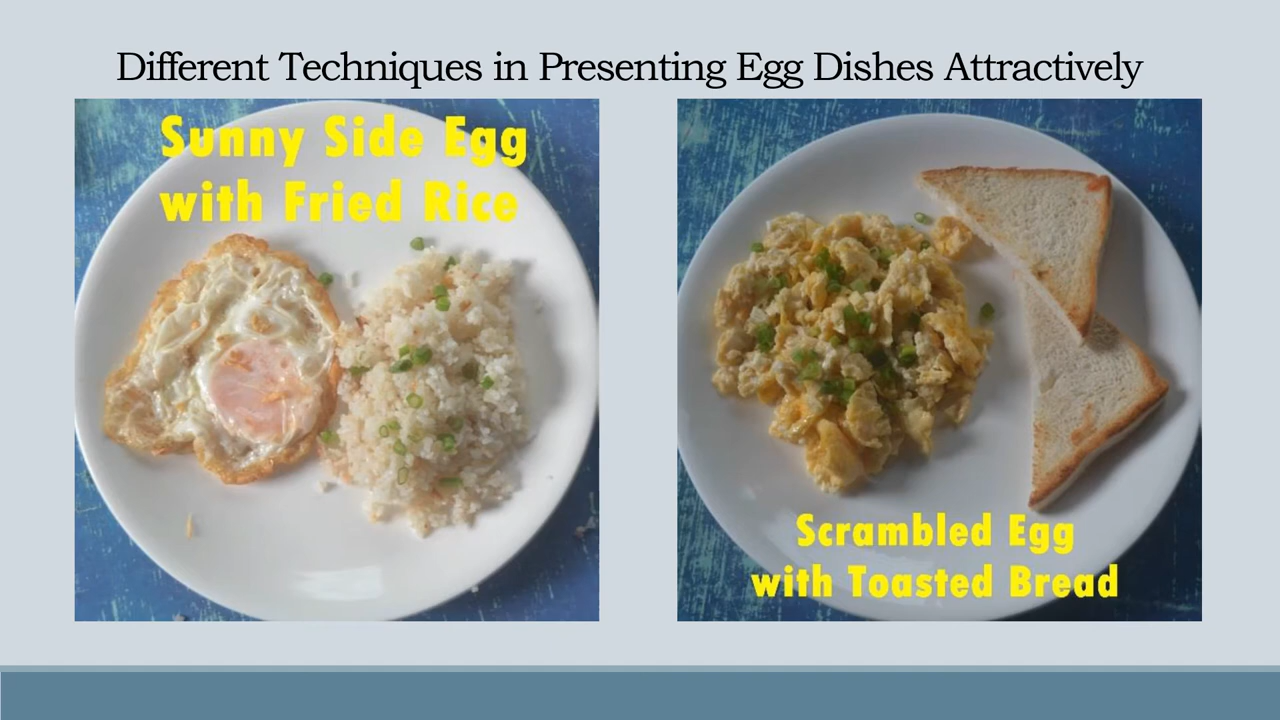 Different Techniques in Presenting Egg Dishes Attractively
Sunny Side Egg
with Fried Rice
Scrambled Egg
with Toasted Bread